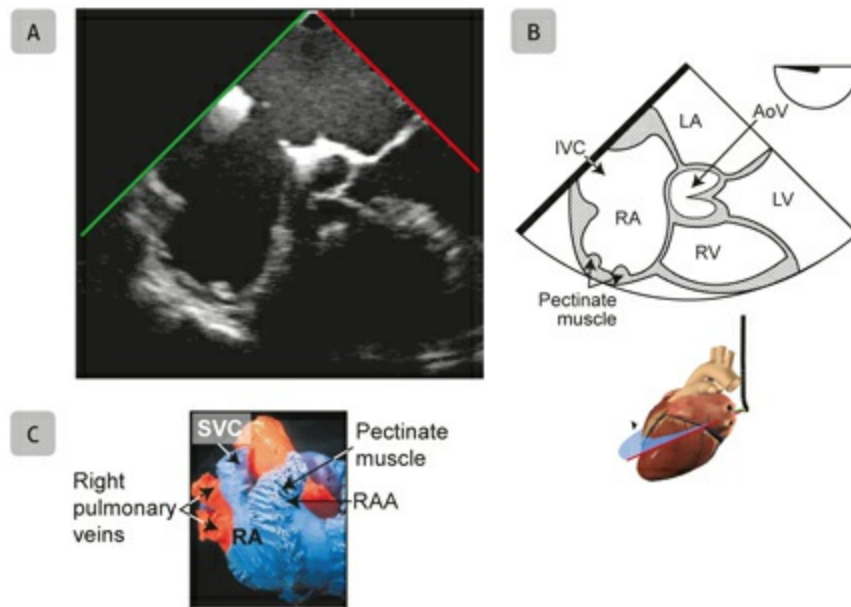 A
B
LA
AoV
IVC
LV
RA
RV
Pectinate
muscle
C
SVC
Pectinate
muscle
Right
pulmonary
veins
RAA
RA